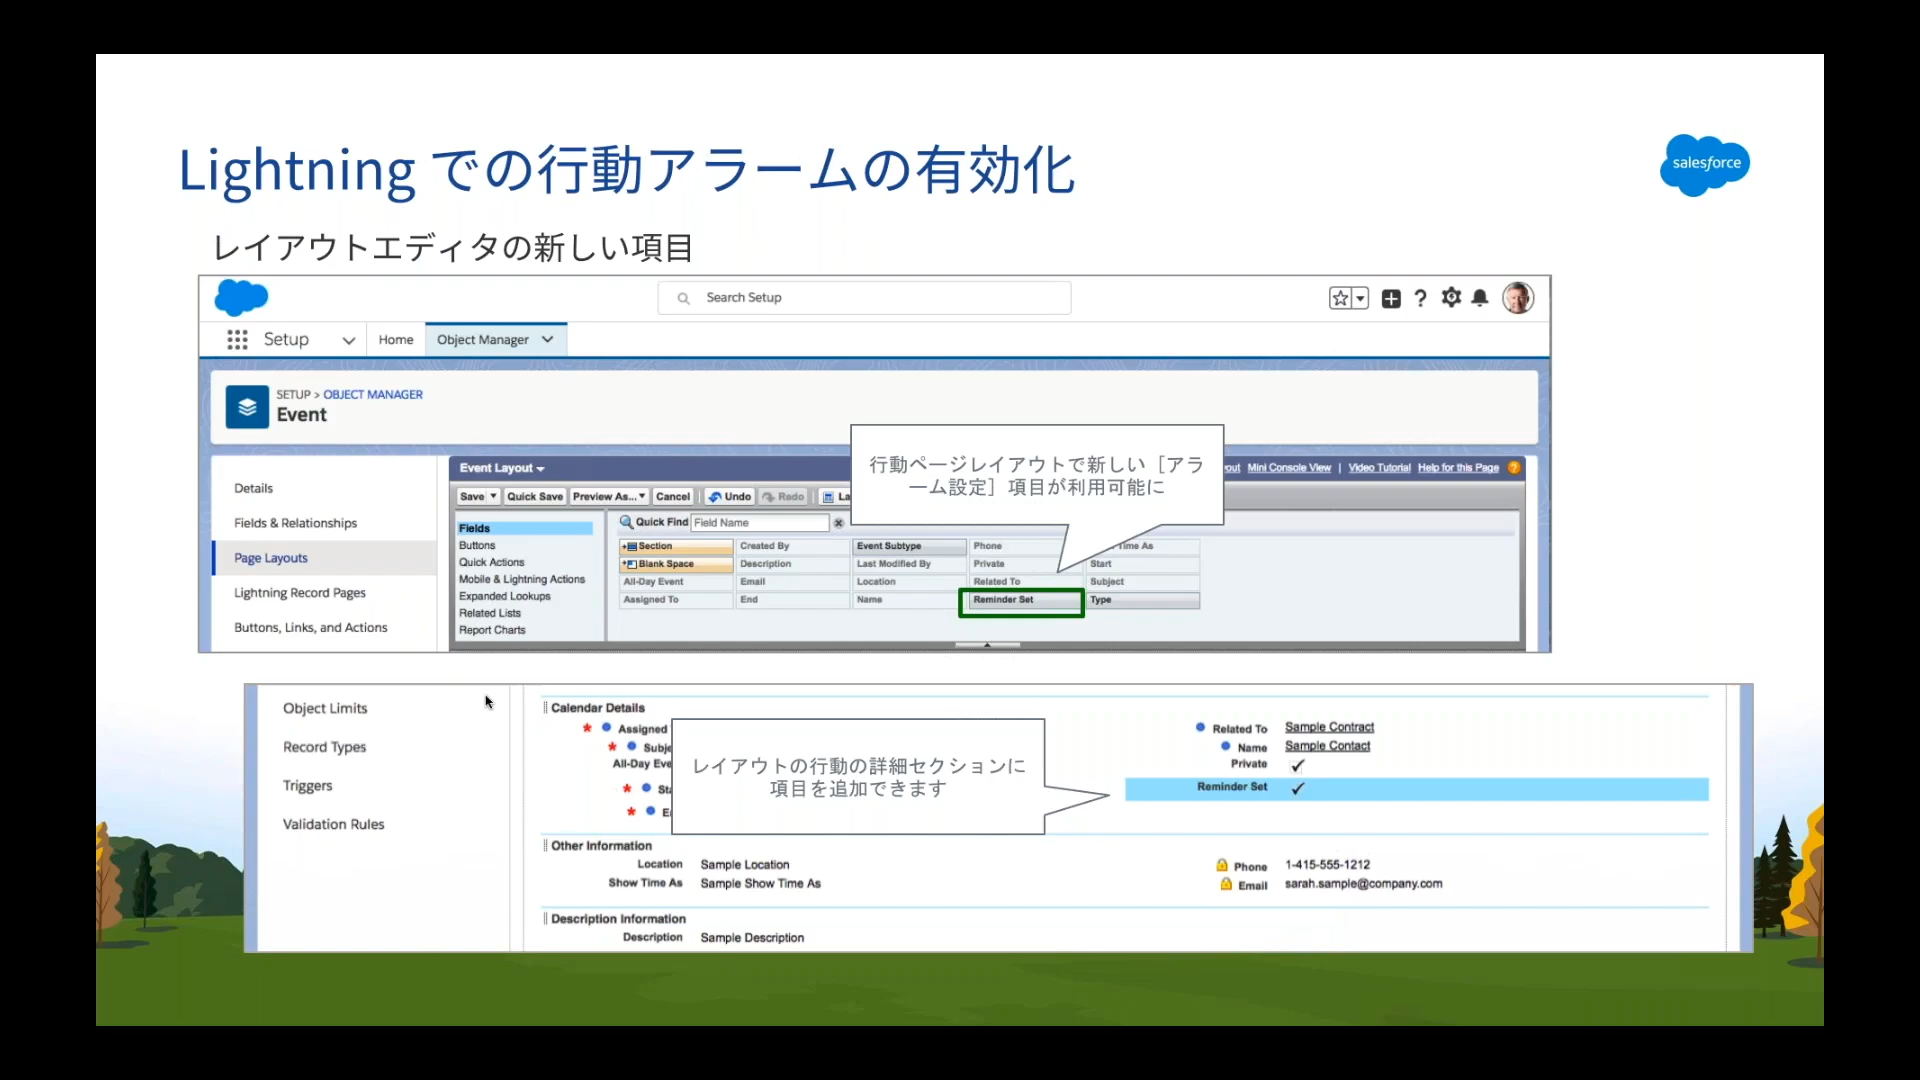 Lightning での行動アラームの有効化
salesforce
レイアウトエディタの新しい項目
Search Setup
Setup
Home
Object Manager
SETUP > OBJECT MANAGER
Event
行動ページレイアウトで新しい［アラ
ーム設定］項目が利用可能に
Details
Fields & Relationships
Page Layouts
Lightning Record Pages
Buttons, Links, and Actions
Event Layout
Mini Console View | Video Tutorial Help for this Page
Save Quick Save Preview As... Cancel Undo Redo
Fields
Buttons
Quick Actions
Mobile & Lightning Actions
Expanded Lookups
Related Lists
Report Charts
Quick Find Field Name
Section Created By Event Subtype Phone Time As
Blank Space Description Last Modified By Private Start
All-Day Event Email Location Related To Subject
Assigned To End Name Reminder Set Type
Object Limits
Record Types
Triggers
Validation Rules
Calendar Details
* Assigned
Related To Sample Contract
Name Sample Contact
Private
Reminder Set
レイアウトの行動の詳細セクションに
項目を追加できます
Other Information
Location Sample Location
Phone 1-415-555-1212
Show Time As Sample Show Time As
Email sarah.sample@company.com
Description Information
Description Sample Description